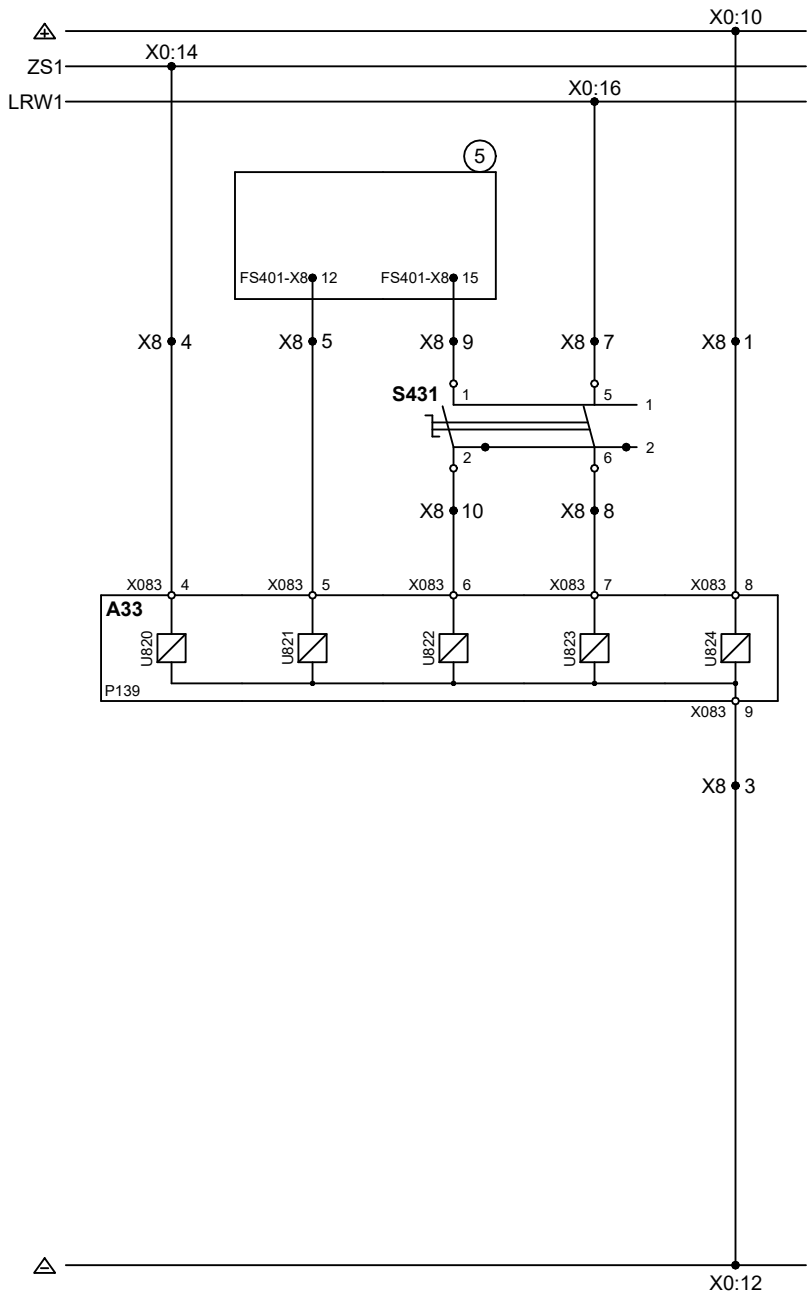 X0:10
+
X0:14
ZS1
X0:16
LRW1
5
FS401-X8 12 FS401-X8 15
X8 4 X8 5 X8 9 X8 7 X8 1
S431 1 5 1
2 6 2
X8 10 X8 8
X083 4 X083 5 X083 6 X083 7 X083 8
A33
U820 U821 U822 U823 U824
P139
X083 9
X8 3
-
X0:12